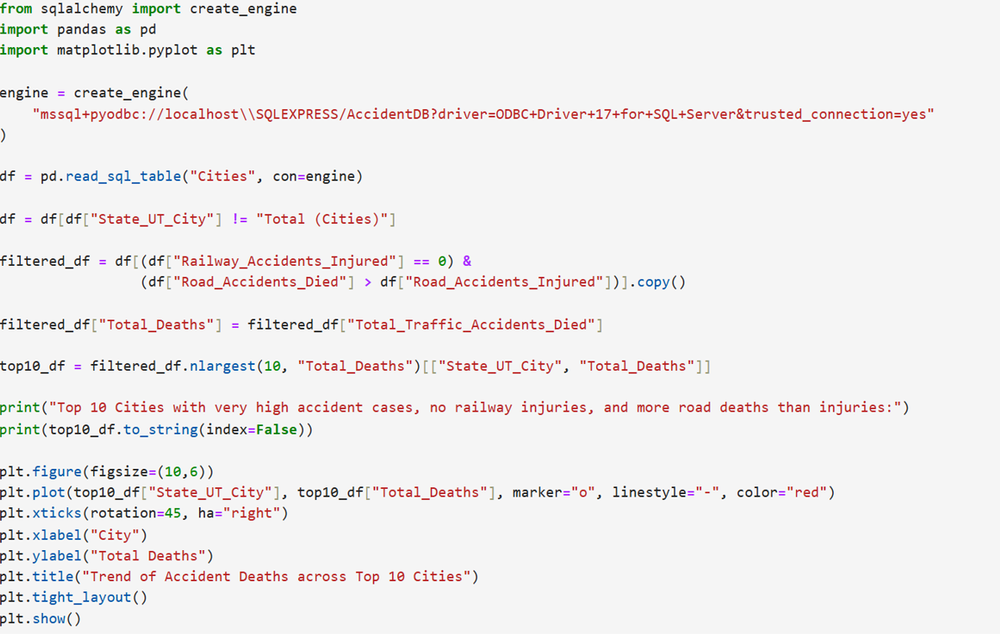 from sqlalchemy import create_engine
import pandas as pd
import matplotlib.pyplot as plt
engine = create_engine(
"mssql+pyodbc://localhost\\SQLEXPRESS/AccidentDB?driver=ODBC+Driver+17+for+SQL+Server&trusted_connection=yes"
)
df = pd.read_sql_table("Cities", con=engine)
df = df[df["State_UT_City"] != "Total (Cities)"]
filtered_df = df[(df["Railway_Accidents_Injured"] == 0) &
(df["Road_Accidents_Died"] > df["Road_Accidents_Injured"])].copy()
filtered_df["Total_Deaths"] = filtered_df["Total_Traffic_Accidents_Died"]
top10_df = filtered_df.nlargest(10, "Total_Deaths")[["State_UT_City", "Total_Deaths"]]
print("Top 10 Cities with very high accident cases, no railway injuries, and more road deaths than injuries:")
print(top10_df.to_string(index=False))
plt.figure(figsize=(10,6))
plt.plot(top10_df["State_UT_City"], top10_df["Total_Deaths"], marker="o", linestyle="-", color="red")
plt.xticks(rotation=45, ha="right")
plt.xlabel("City")
plt.ylabel("Total Deaths")
plt.title("Trend of Accident Deaths across Top 10 Cities")
plt.tight_layout()
plt.show()